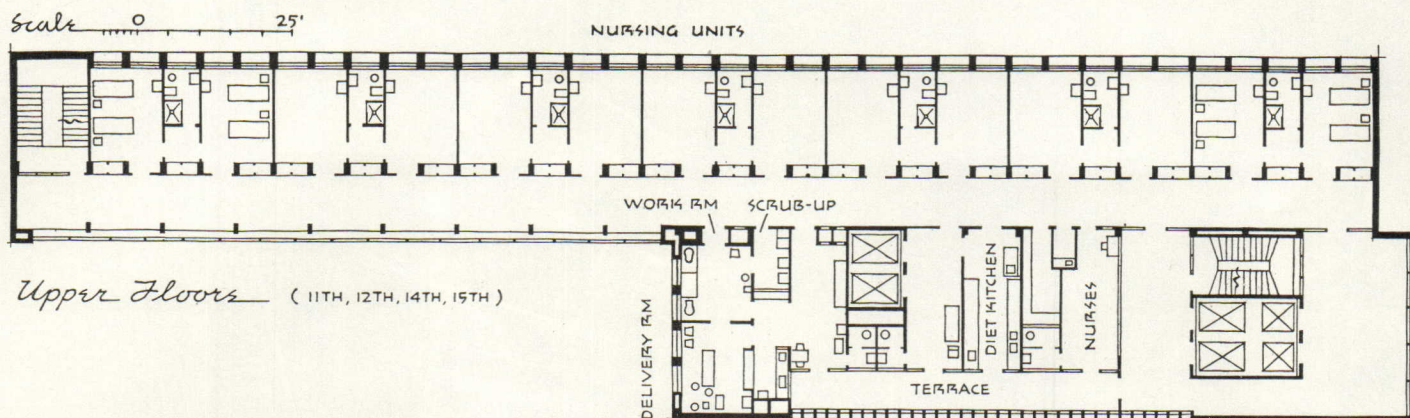 Scale 0 25'
NURSING UNITS
WORK RM SCRUB-UP
Upper Floors (11TH, 12TH, 14TH, 15TH)
DELIVERY RM
DIET KITCHEN
NURSES
TERRACE